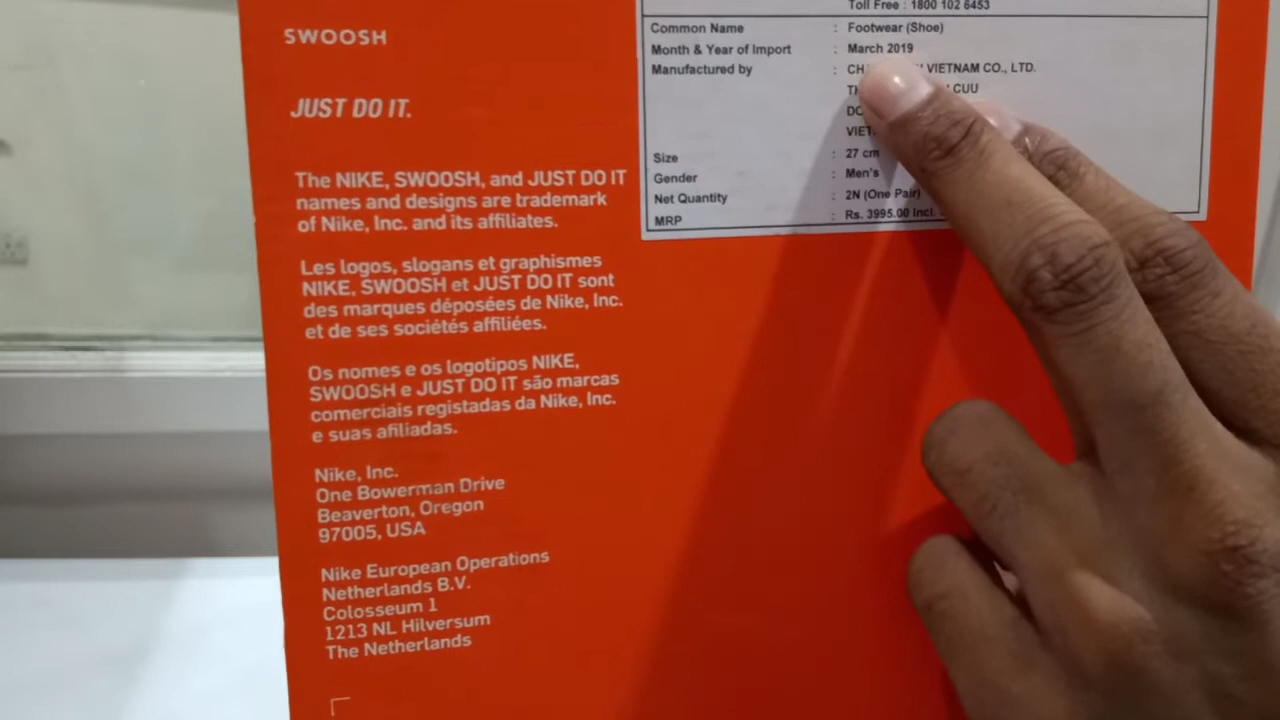 SWOOSH
JUST DO IT.
The NIKE, SWOOSH, and JUST DO IT
names and designs are trademark
of Nike, Inc. and its affiliates.
Les logos, slogans et graphismes
NIKE, SWOOSH et JUST DO IT sont
des marques déposées de Nike, Inc.
et de ses sociétés affiliées.
Os nomes e os logotipos NIKE,
SWOOSH e JUST DO IT são marcas
comerciais registadas da Nike, Inc.
e suas afiliadas.
Nike, Inc.
One Bowerman Drive
Beaverton, Oregon
97005, USA
Nike European Operations
Netherlands B.V.
Colosseum 1
1213 NL Hilversum
The Netherlands
Toll Free : 1800 102 6453
Common Name : Footwear (Shoe)
Month & Year of Import : March 2019
Manufactured by : VIETNAM CO., LTD.
CUU
Size : 27 cm
Gender : Men's
Net Quantity : 2N (One Pair)
MRP : Rs. 3995.00 Incl.